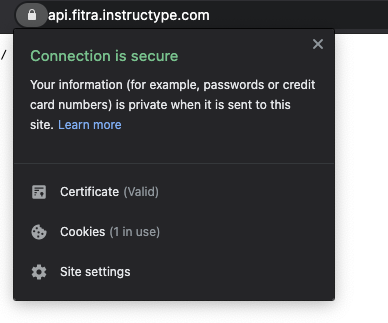 api.fitra.instructype.com
/
Connection is secure
Your information (for example, passwords or credit
card numbers) is private when it is sent to this
site. Learn more
Certificate (Valid)
Cookies (1 in use)
Site settings